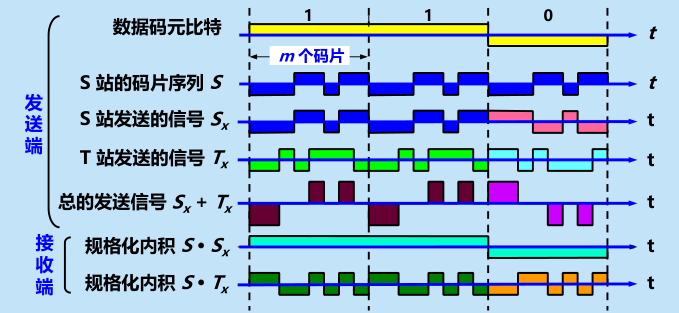 1 1 0
数据码元比特 t
m 个码片
S 站的码片序列 S t
S 站发送的信号 Sx t
T 站发送的信号 Tx t
总的发送信号 Sx + Tx t
规格化内积 S • Sx t
规格化内积 S • Tx t
发送端
接收端